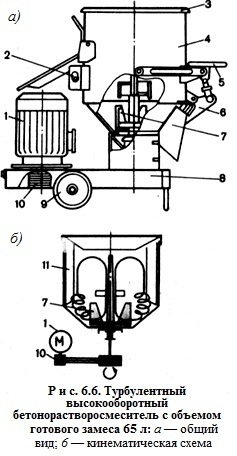 а)
3
2
4
5
1
6
7
8
10
9
б)
11
7
1
М
10
Р и с. 6.6. Турбулентный
высокооборотный
бетонорастворосмеситель с объемом
готового замеса 65 л: а — общий
вид; б — кинематическая схема